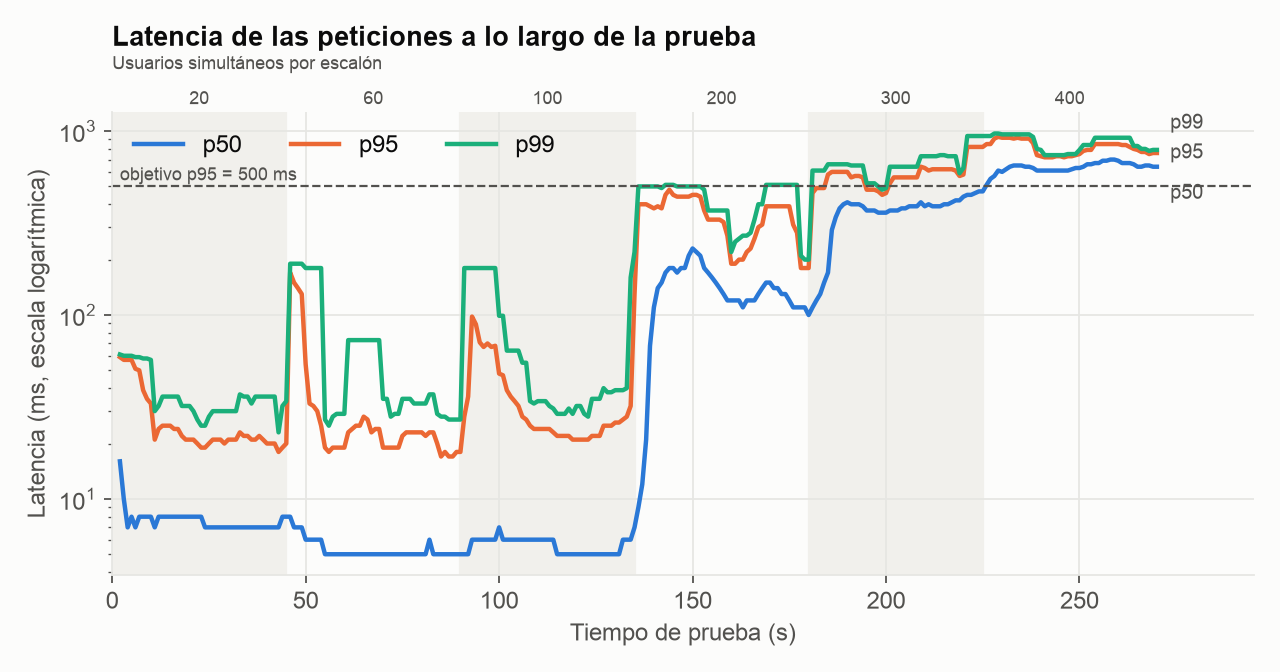 Latencia de las peticiones a lo largo de la prueba
Usuarios simultáneos por escalón
20 60 100 200 300 400
p50 p95 p99
objetivo p95 = 500 ms
p99
p95
p50
10³
10²
10¹
Latencia (ms, escala logarítmica)
0 50 100 150 200 250
Tiempo de prueba (s)